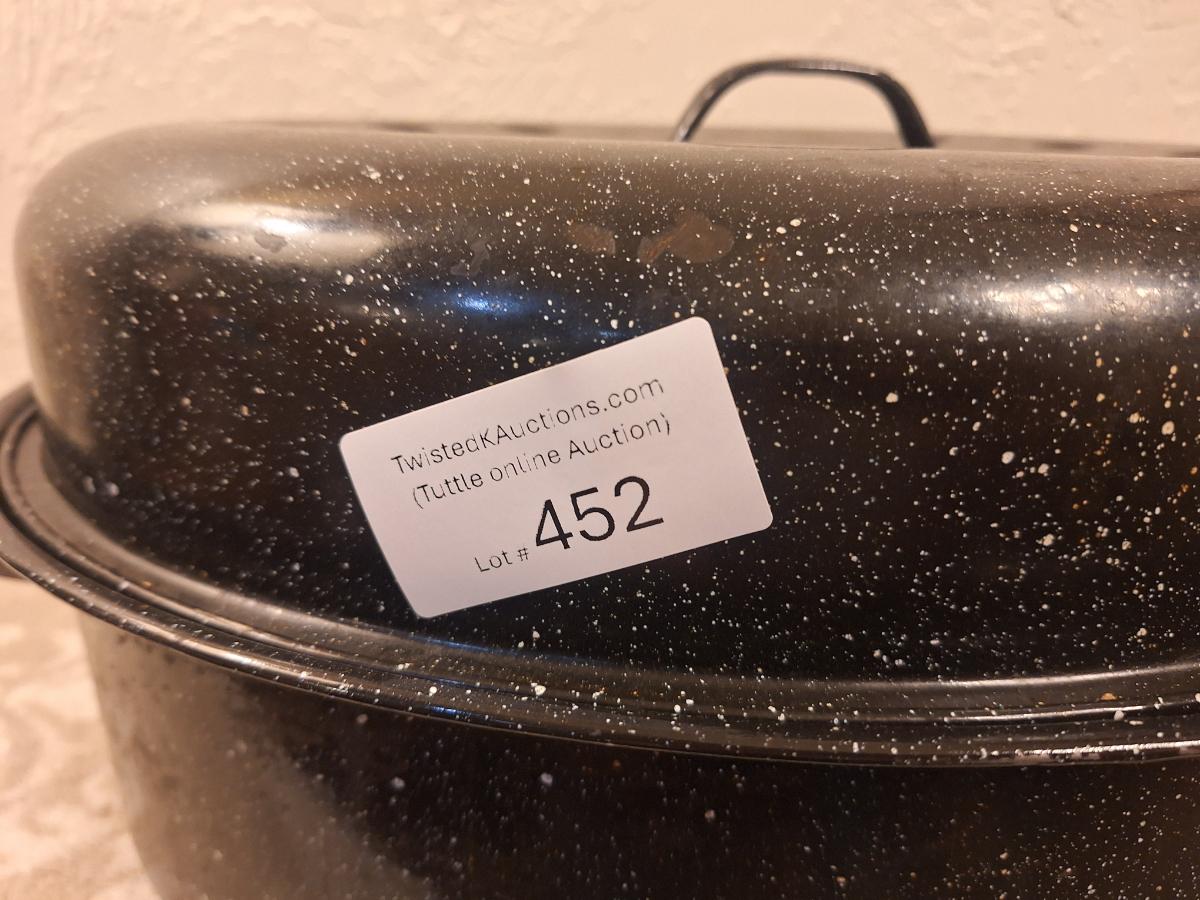 TwistedKAuctions.com
(Tuttle online Auction)
Lot # 452